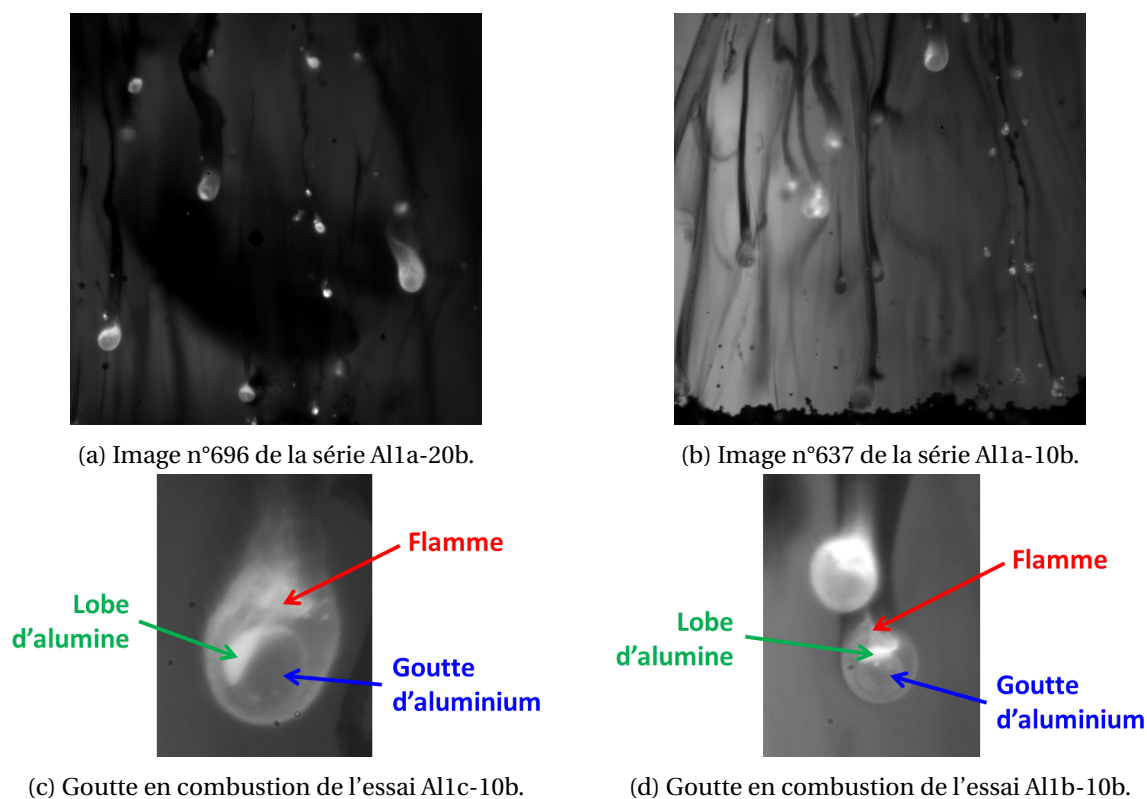 (a) Image n°696 de la série Al1a-20b.
(b) Image n°637 de la série Al1a-10b.
Flamme
Lobe
d'alumine
Goutte
d'aluminium
(c) Goutte en combustion de l'essai Al1c-10b.
Flamme
Lobe
d'alumine
Goutte
d'aluminium
(d) Goutte en combustion de l'essai Al1b-10b.